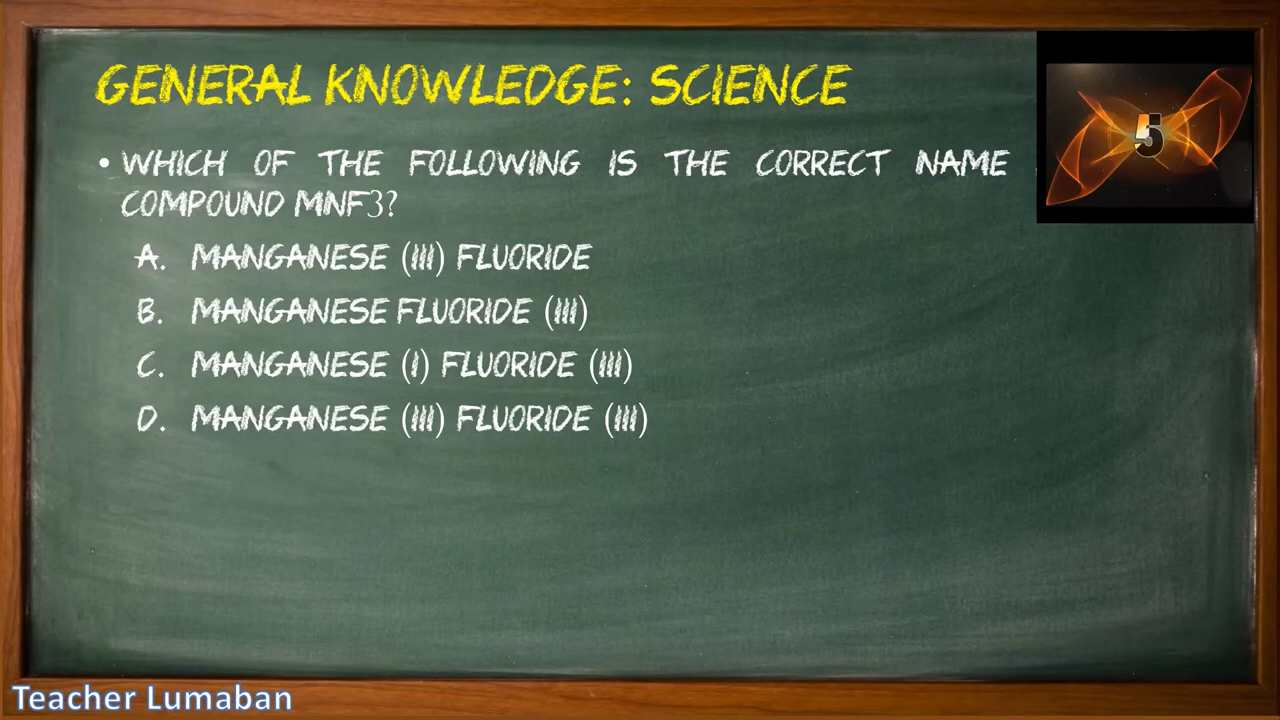 GENERAL KNOWLEDGE: SCIENCE
5
• WHICH OF THE FOLLOWING IS THE CORRECT NAME
COMPOUND MNF3?
A. MANGANESE (III) FLUORIDE
B. MANGANESE FLUORIDE (III)
C. MANGANESE (I) FLUORIDE (III)
D. MANGANESE (III) FLUORIDE (III)
Teacher Lumaban